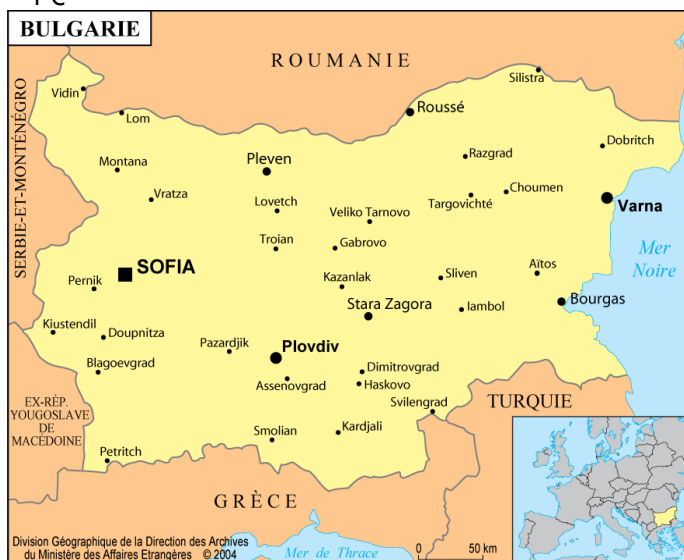 BULGARIE
ROUMANIE
SERBIE-ET-MONTÉNÉGRO
Vidin
Lom
Silistra
Roussé
Dobritch
Montana
Pleven
Razgrad
Vratza
Lovetch
Targovichté
Choumen
Varna
Veliko Tarnovo
Troian
Gabrovo
Mer
Noire
SOFIA
Pernik
Kazanlak
Sliven
Aïtos
Stara Zagora
Iambol
Bourgas
Kiustendil
Doupnitza
Pazardjik
Plovdiv
Blagoevgrad
Assenovgrad
Dimitrovgrad
Haskovo
Svilengrad
TURQUIE
EX-RÉP.
YOUGOSLAVE
DE
MACÉDOINE
Petritch
Smolian
Kardjali
GRÈCE
Division Géographique de la Direction des Archives
du Ministère des Affaires Etrangères © 2004
Mer de Thrace
0 50 km